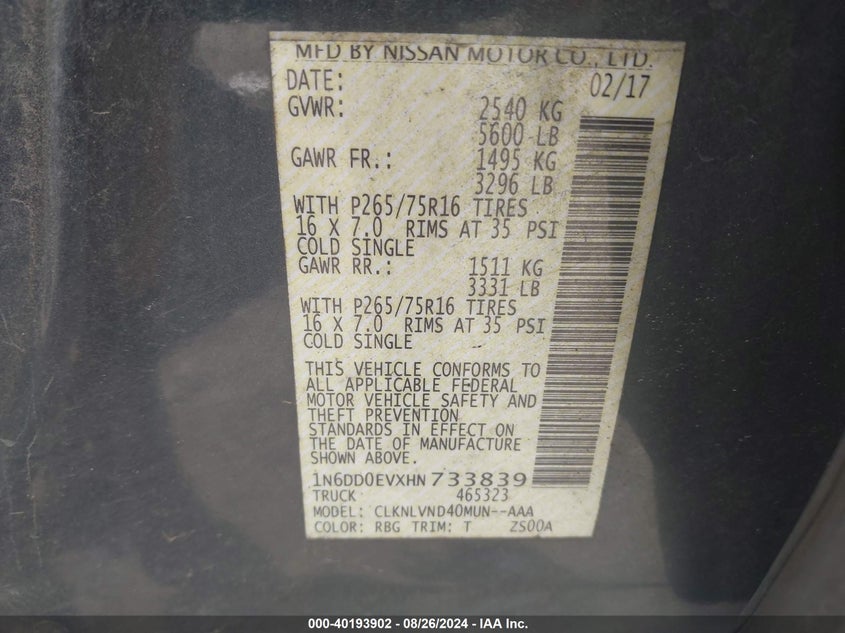 MFD BY NISSAN MOTOR CO., LTD.
DATE: 02/17
GVWR: 2540 KG
5600 LB
GAWR FR.: 1495 KG
3296 LB
WITH P265/75R16 TIRES
16 X 7.0 RIMS AT 35 PSI
COLD SINGLE
GAWR RR.: 1511 KG
3331 LB
WITH P265/75R16 TIRES
16 X 7.0 RIMS AT 35 PSI
COLD SINGLE
THIS VEHICLE CONFORMS TO
ALL APPLICABLE FEDERAL
MOTOR VEHICLE SAFETY AND
THEFT PREVENTION
STANDARDS IN EFFECT ON
THE DATE OF MANUFACTURE
SHOWN ABOVE.
1N6DD0EVXHN733839
TRUCK 465323
MODEL: CLKNLVND40MUN--AAA
COLOR: RBG TRIM: T ZS00A
000-40193902 - 08/26/2024 - IAA Inc.